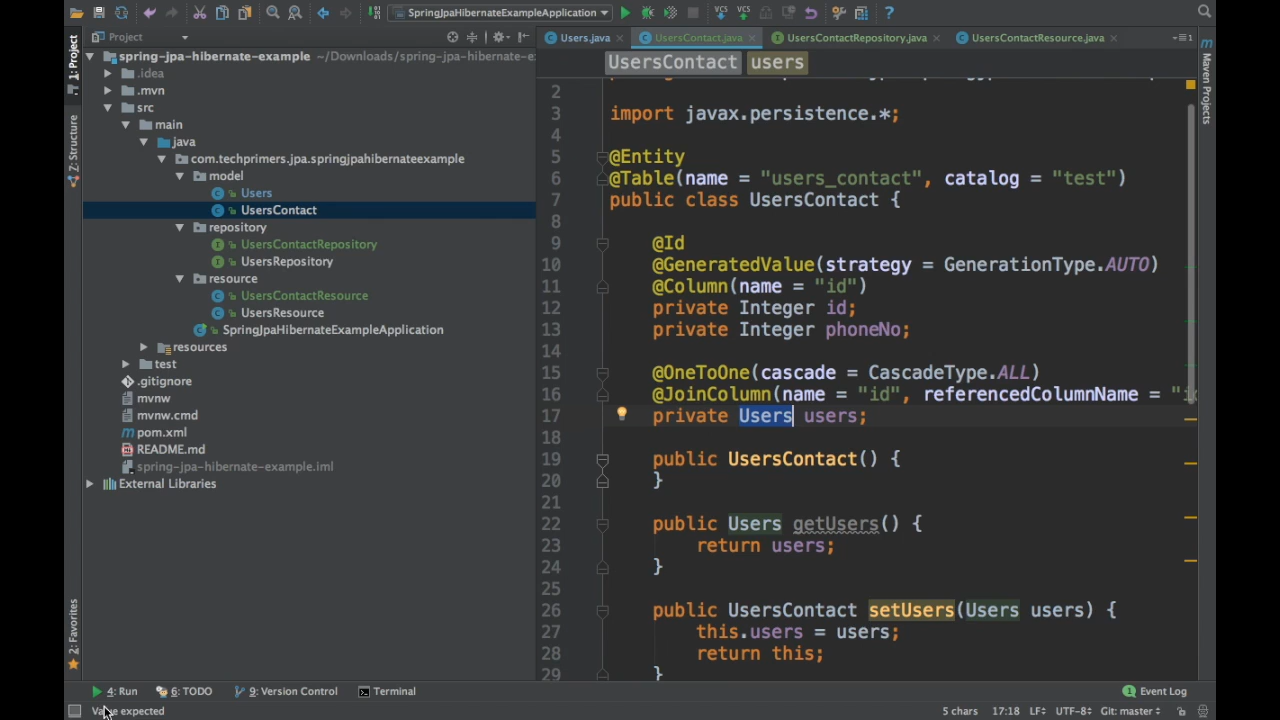 SpringJpaHibernateExampleApplication
Project
Users.java
UsersContact.java
UsersContactRepository.java
UsersContactResource.java
1: Project
Z: Structure
2: Favorites
Maven Projects
spring-jpa-hibernate-example ~/Downloads/spring-jpa-hibernate-e
.idea
.mvn
src
main
java
com.techprimers.jpa.springjpahibernateexample
model
Users
UsersContact
repository
UsersContactRepository
UsersRepository
resource
UsersContactResource
UsersResource
SpringJpaHibernateExampleApplication
resources
test
.gitignore
mvnw
mvnw.cmd
pom.xml
README.md
spring-jpa-hibernate-example.iml
External Libraries
UsersContact users
2
3 import javax.persistence.*;
4
5 @Entity
6 @Table(name = "users_contact", catalog = "test")
7 public class UsersContact {
8
9 @Id
10 @GeneratedValue(strategy = GenerationType.AUTO)
11 @Column(name = "id")
12 private Integer id;
13 private Integer phoneNo;
14
15 @OneToOne(cascade = CascadeType.ALL)
16 @JoinColumn(name = "id", referencedColumnName = "id
17 private Users users;
18
19 public UsersContact() {
20 }
21
22 public Users getUsers() {
23 return users;
24 }
25
26 public UsersContact setUsers(Users users) {
27 this.users = users;
28 return this;
29 }
4: Run
6: TODO
9: Version Control
Terminal
1 Event Log
expected
5 chars 17:18 LF UTF-8 Git: master